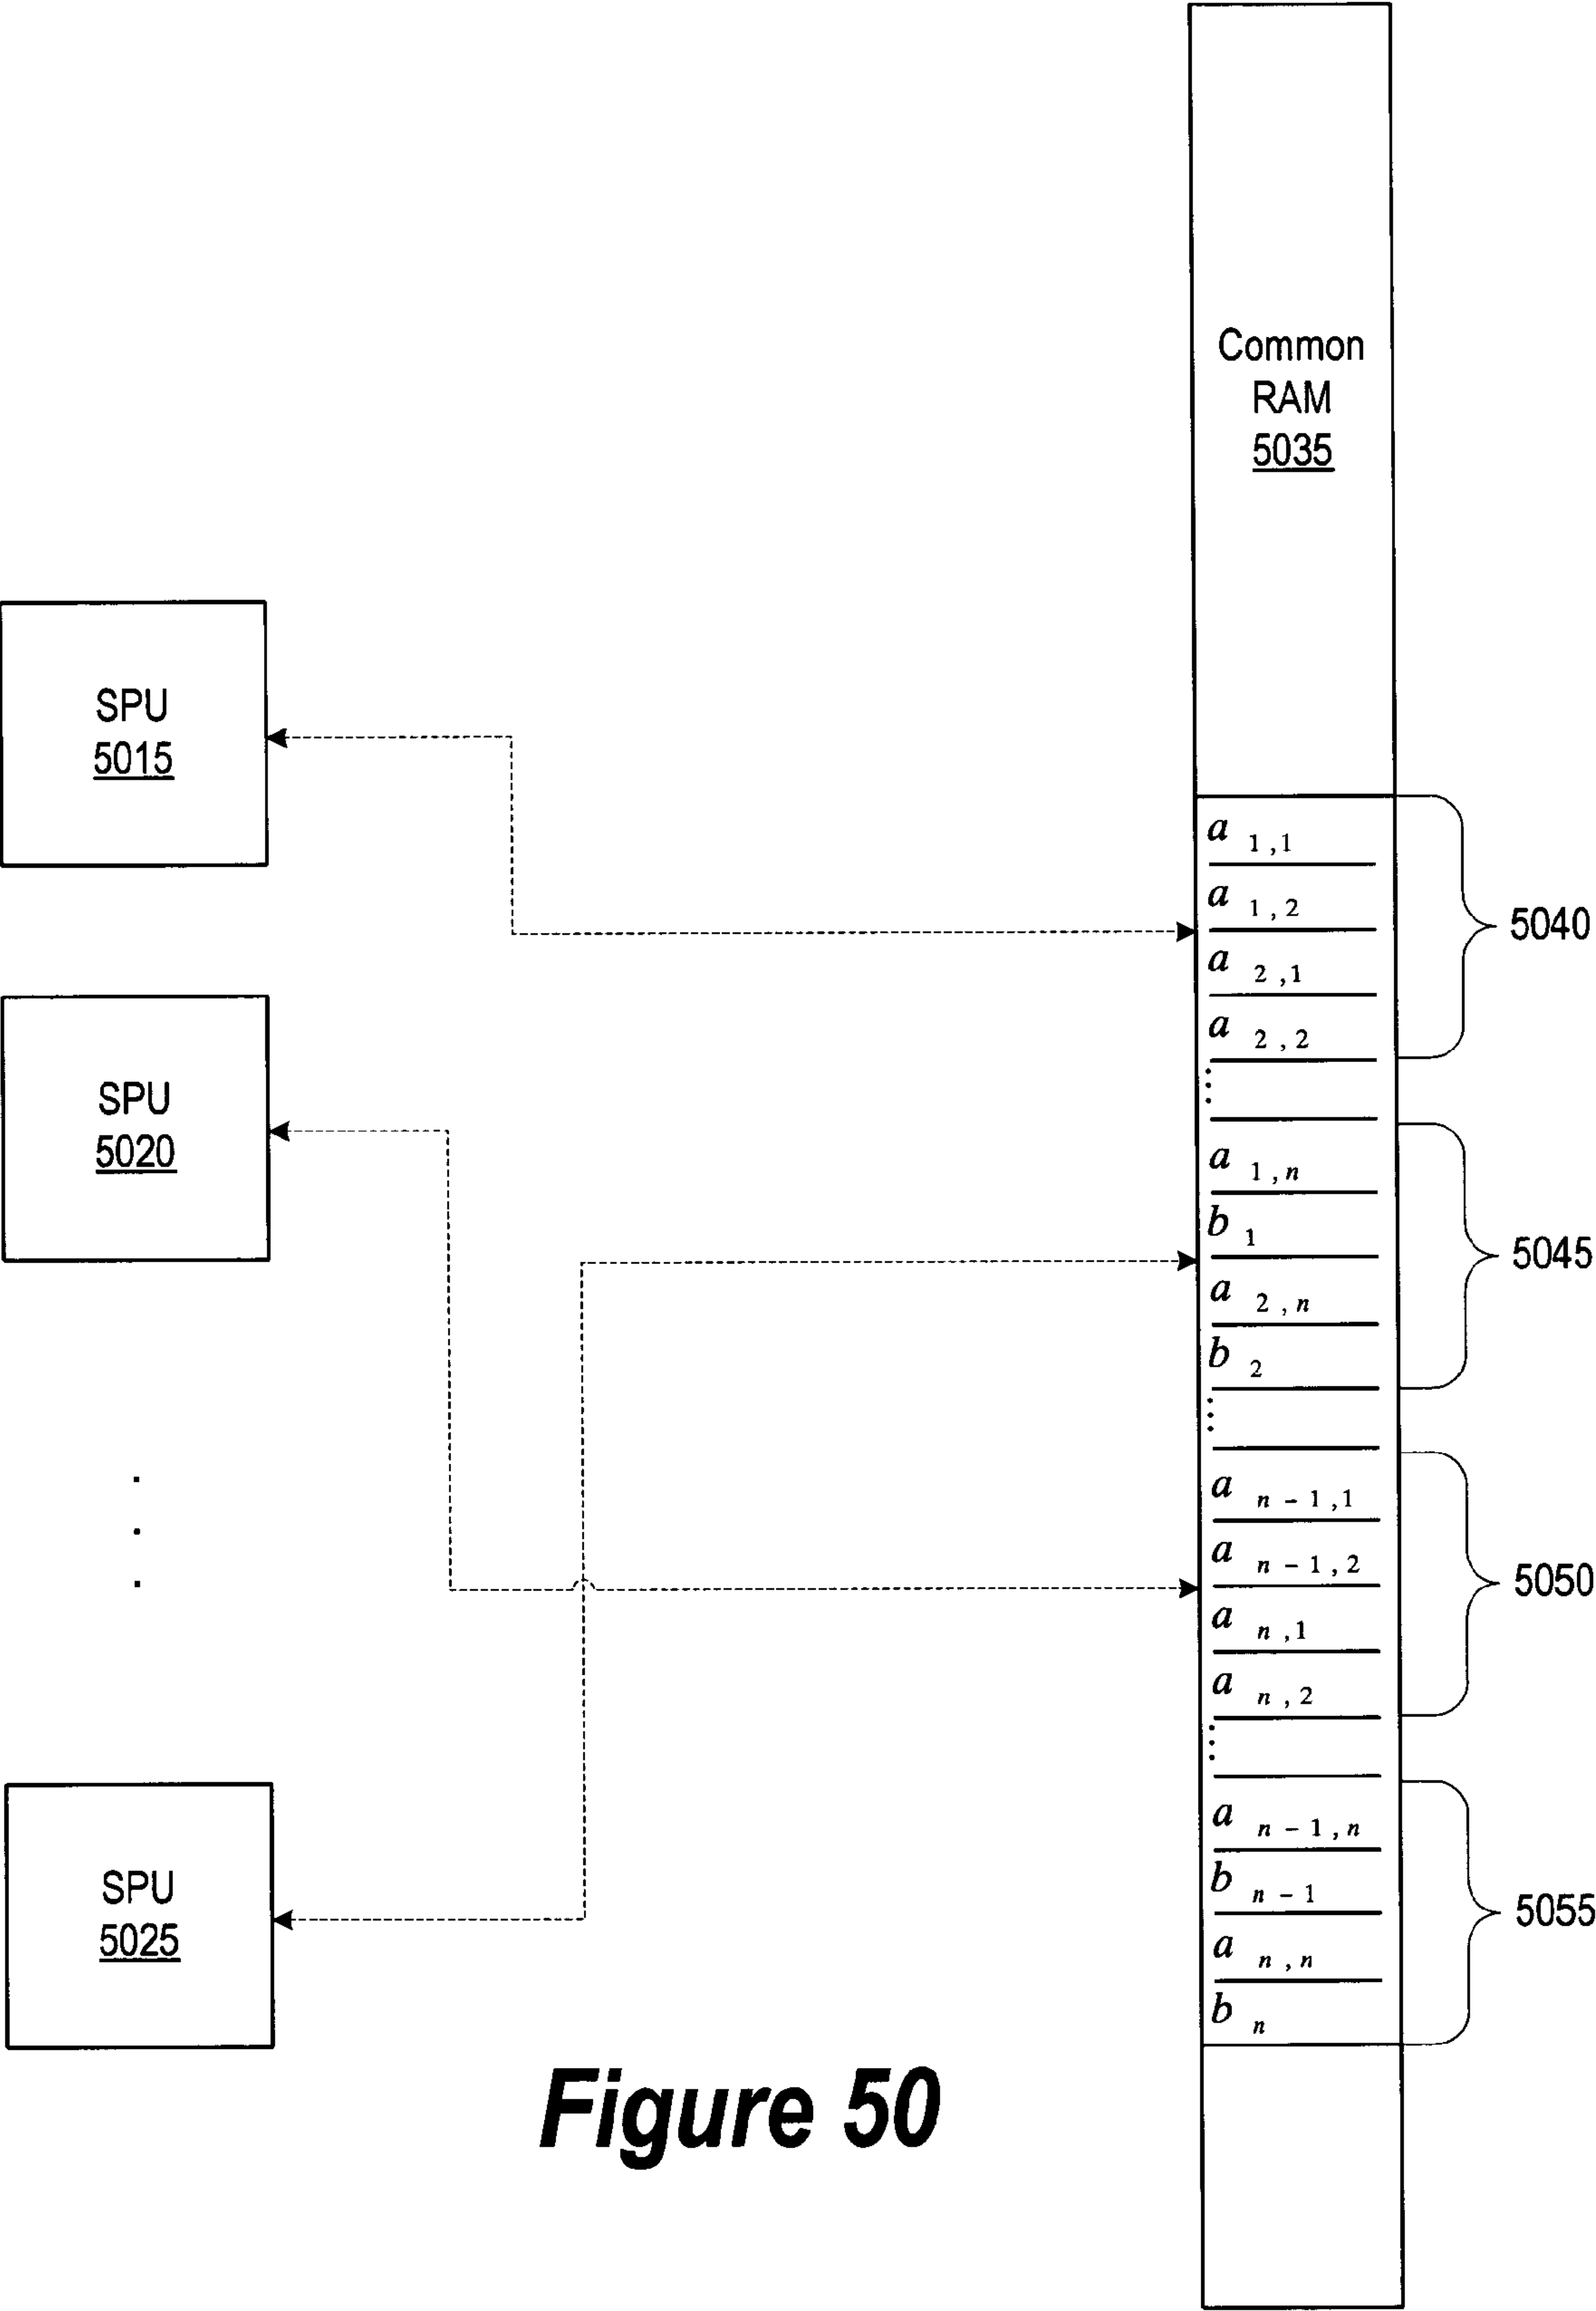 Common
RAM
5035
SPU
5015
SPU
5020
.
.
.
SPU
5025
a 1,1
a 1,2
a 2,1
a 2,2
⋮
a 1,n
b 1
a 2,n
b 2
⋮
a n-1,1
a n-1,2
a n,1
a n,2
⋮
a n-1,n
b n-1
a n,n
b n
5040
5045
5050
5055
Figure 50